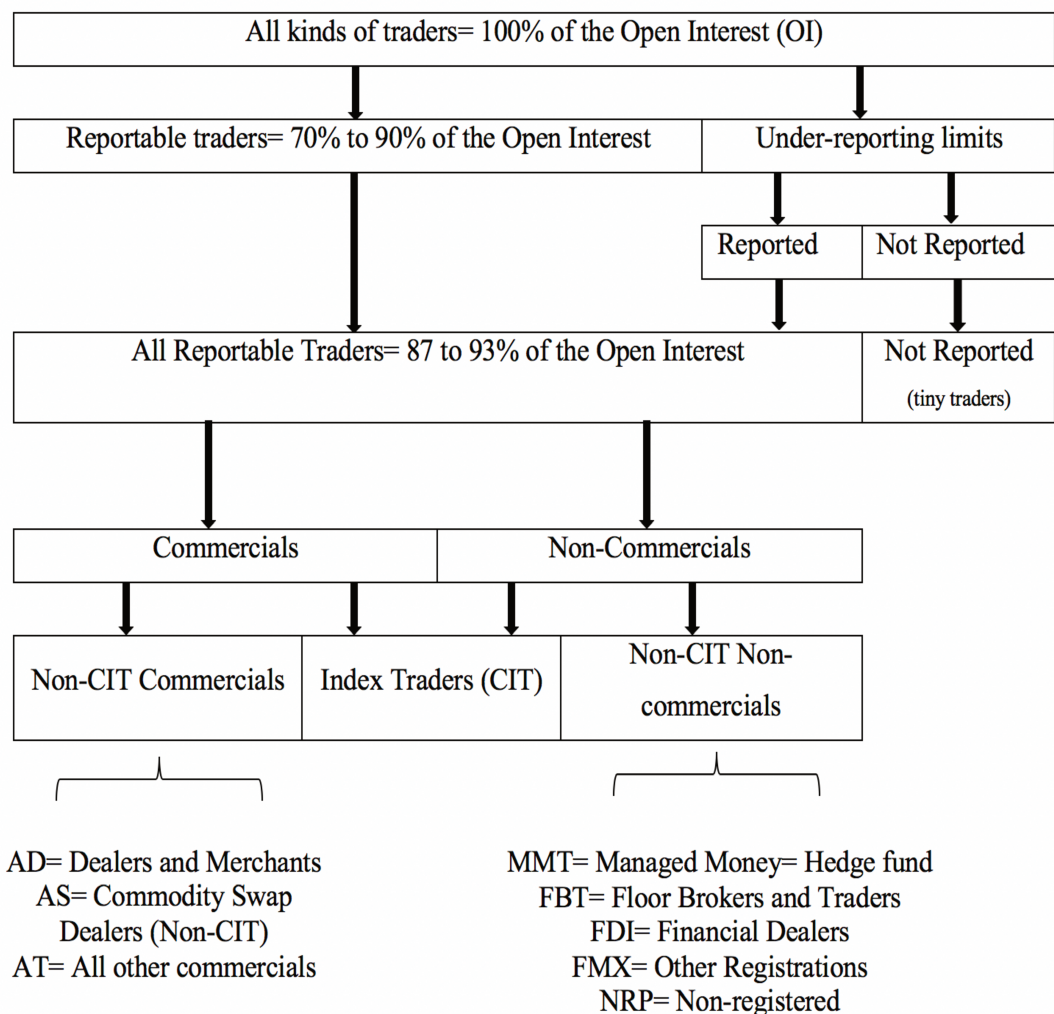 All kinds of traders= 100% of the Open Interest (OI)
Reportable traders= 70% to 90% of the Open Interest
Under-reporting limits
Reported
Not Reported
All Reportable Traders= 87 to 93% of the Open Interest
Not Reported
(tiny traders)
Commercials
Non-Commercials
Non-CIT Commercials
Index Traders (CIT)
Non-CIT Non-
commercials
AD= Dealers and Merchants
AS= Commodity Swap
Dealers (Non-CIT)
AT= All other commercials
MMT= Managed Money= Hedge fund
FBT= Floor Brokers and Traders
FDI= Financial Dealers
FMX= Other Registrations
NRP= Non-registered